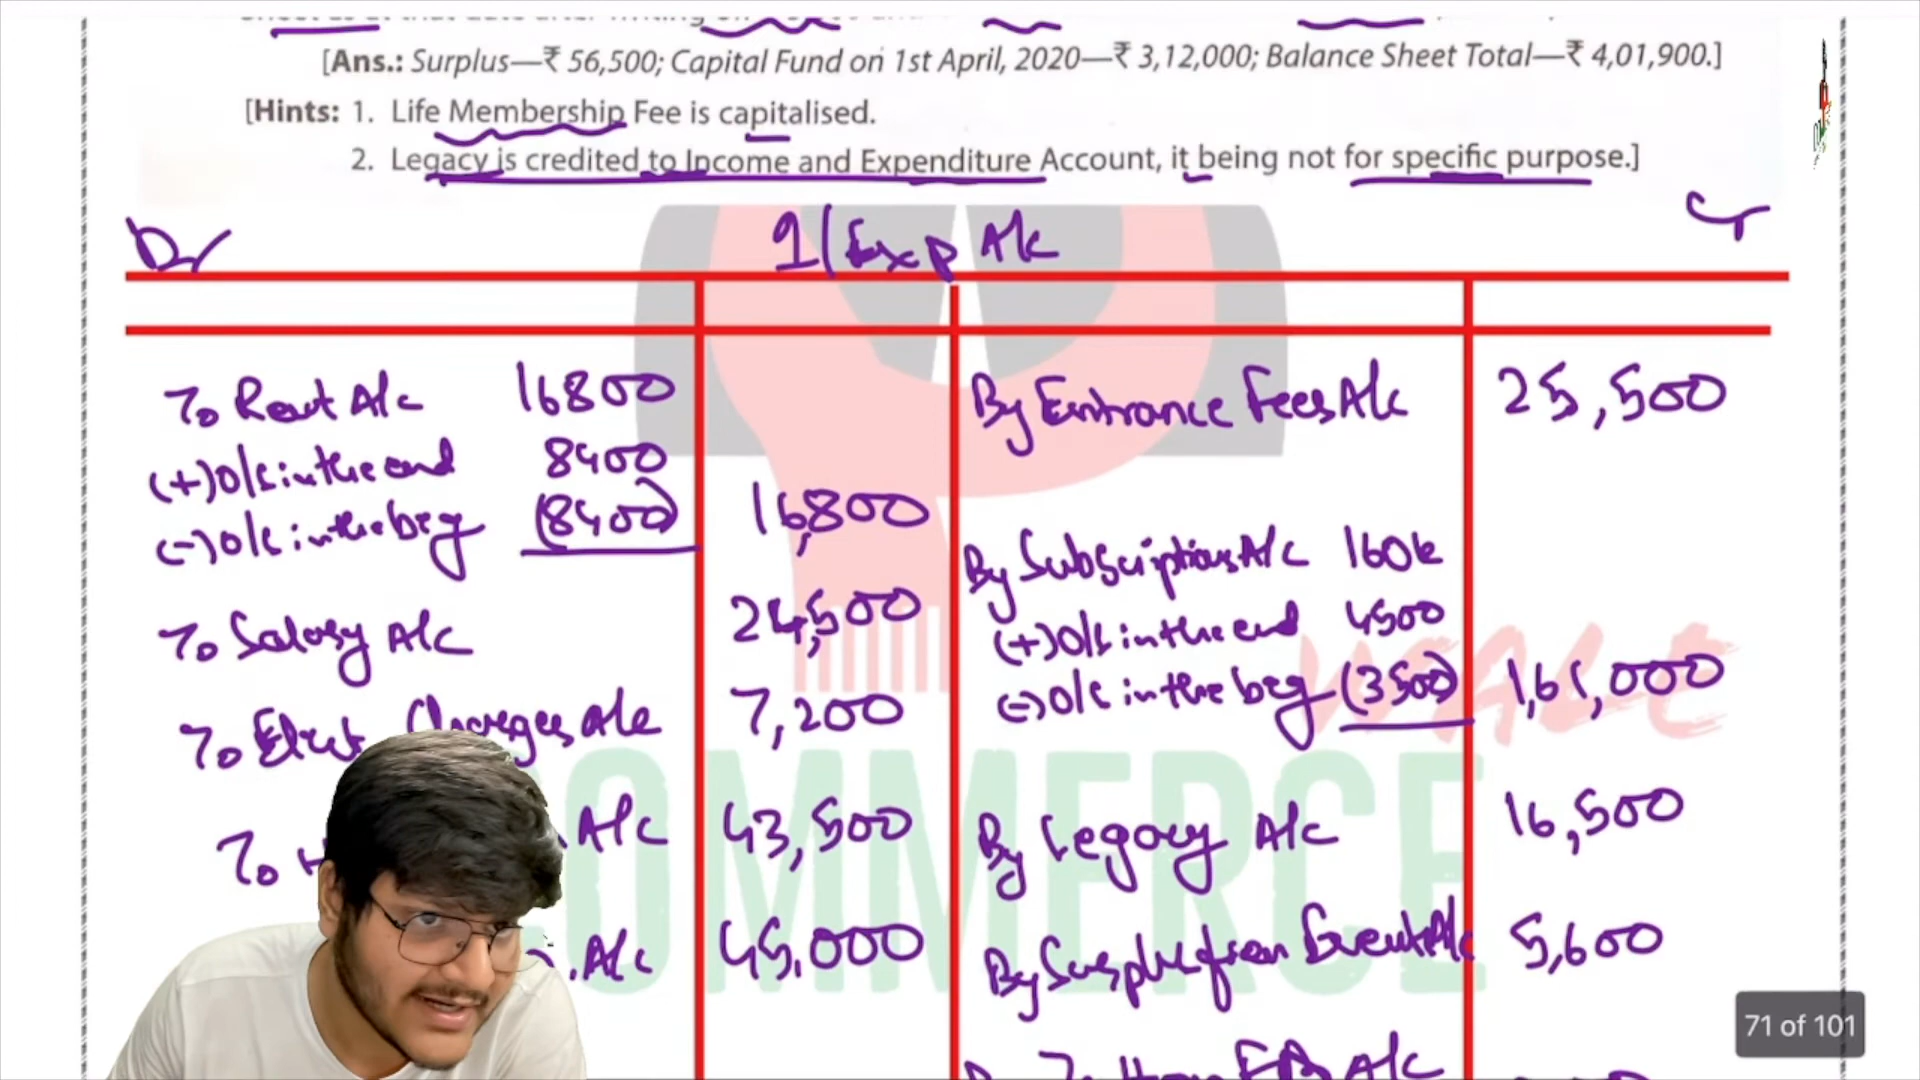 [Ans.: Surplus—₹ 56,500; Capital Fund on 1st April, 2020—₹ 3,12,000; Balance Sheet Total—₹ 4,01,900.]
[Hints: 1. Life Membership Fee is capitalised.
2. Legacy is credited to Income and Expenditure Account, it being not for specific purpose.]
Dr I/Exp A/c Cr
To Rent A/c 16800
(+) O/s in the end 8400
(-) O/s in the beg (8400) 16,800
To Salary A/c 24,500
To Elect. Charges A/c 7,200
To A/c 43,500
A/c 45,000
By Entrance Fees A/c 25,500
By Subscriptions A/c 160k
(+) O/s in the end 4500
(-) O/s in the beg (3500) 1,61,000
By Legacy A/c 16,500
By Surplus from Event A/c 5,600
A/c
COMMERCE
WALE
71 of 101